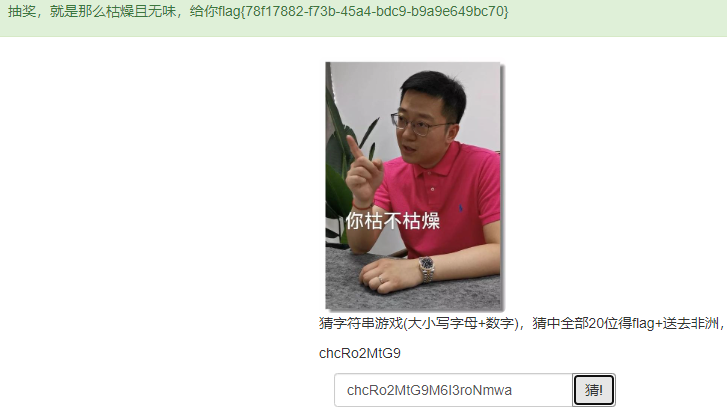 抽奖，就是那么枯燥且无味，给你flag{78f17882-f73b-45a4-bdc9-b9a9e649bc70}
你枯不枯燥
猜字符串游戏(大小写字母+数字)，猜中全部20位得flag+送去非洲，
chcRo2MtG9
chcRo2MtG9M6I3roNmwa 猜!